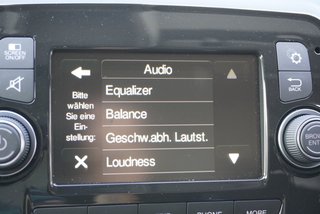 SCREEN
ON/OFF
Audio
Bitte
wählen
Sie eine
Ein-
stellung:
Equalizer
Balance
Geschw.abh. Lautst.
Loudness
BACK
BROWSE
ENT
PHONE
MORE